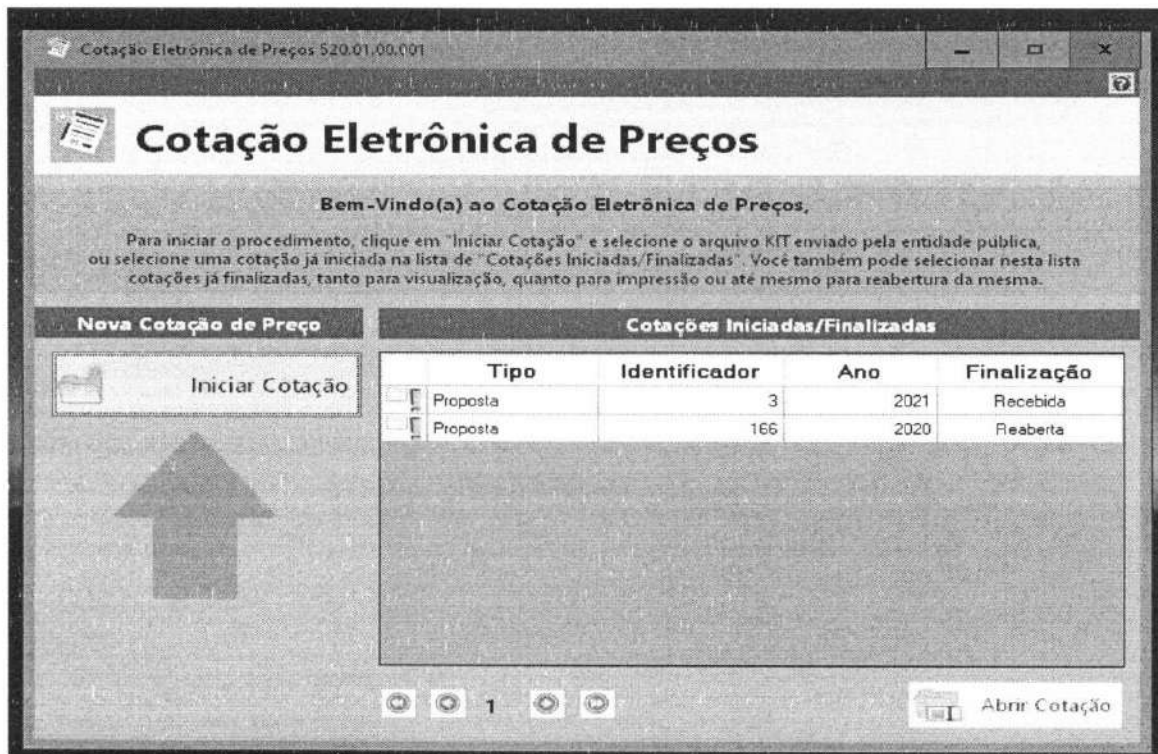 Cotação Eletrônica de Preços 520.01.00.001
Cotação Eletrônica de Preços
Bem-Vindo(a) ao Cotação Eletrônica de Preços,
Para iniciar o procedimento, clique em "Iniciar Cotação" e selecione o arquivo KIT enviado pela entidade publica,
ou selecione uma cotação já iniciada na lista de "Cotações Iniciadas/Finalizadas". Você também pode selecionar nesta lista
cotações já finalizadas, tanto para visualização, quanto para impressão ou até mesmo para reabertura da mesma.
Nova Cotação de Preço
Iniciar Cotação
Cotações Iniciadas/Finalizadas
Tipo Identificador Ano Finalização
Proposta 3 2021 Recebida
Proposta 166 2020 Reaberta
1
Abrir Cotação